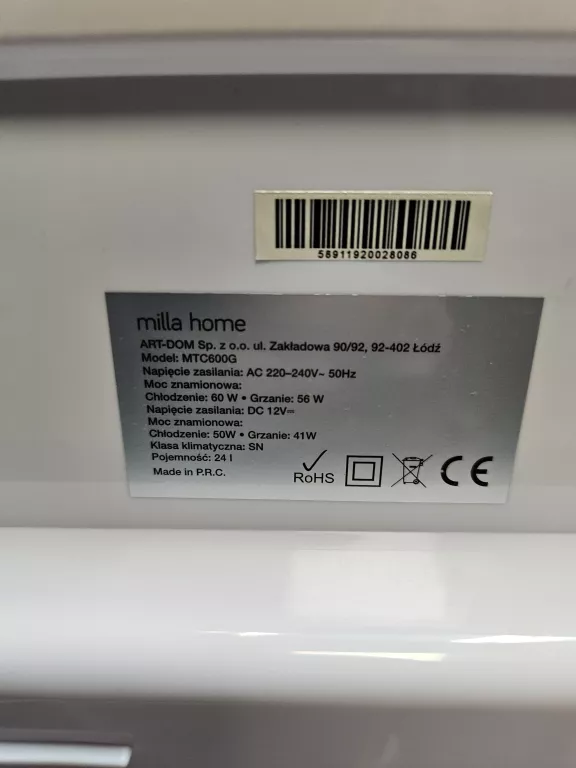 58911920028086
milla home
ART-DOM Sp. z o.o. ul. Zakładowa 90/92, 92-402 Łódź
Model: MTC600G
Napięcie zasilania: AC 220–240V~ 50Hz
Moc znamionowa:
Chłodzenie: 60 W • Grzanie: 56 W
Napięcie zasilania: DC 12V⎓
Moc znamionowa:
Chłodzenie: 50W • Grzanie: 41W
Klasa klimatyczna: SN
Pojemność: 24 l
Made in P.R.C.
RoHS
CE